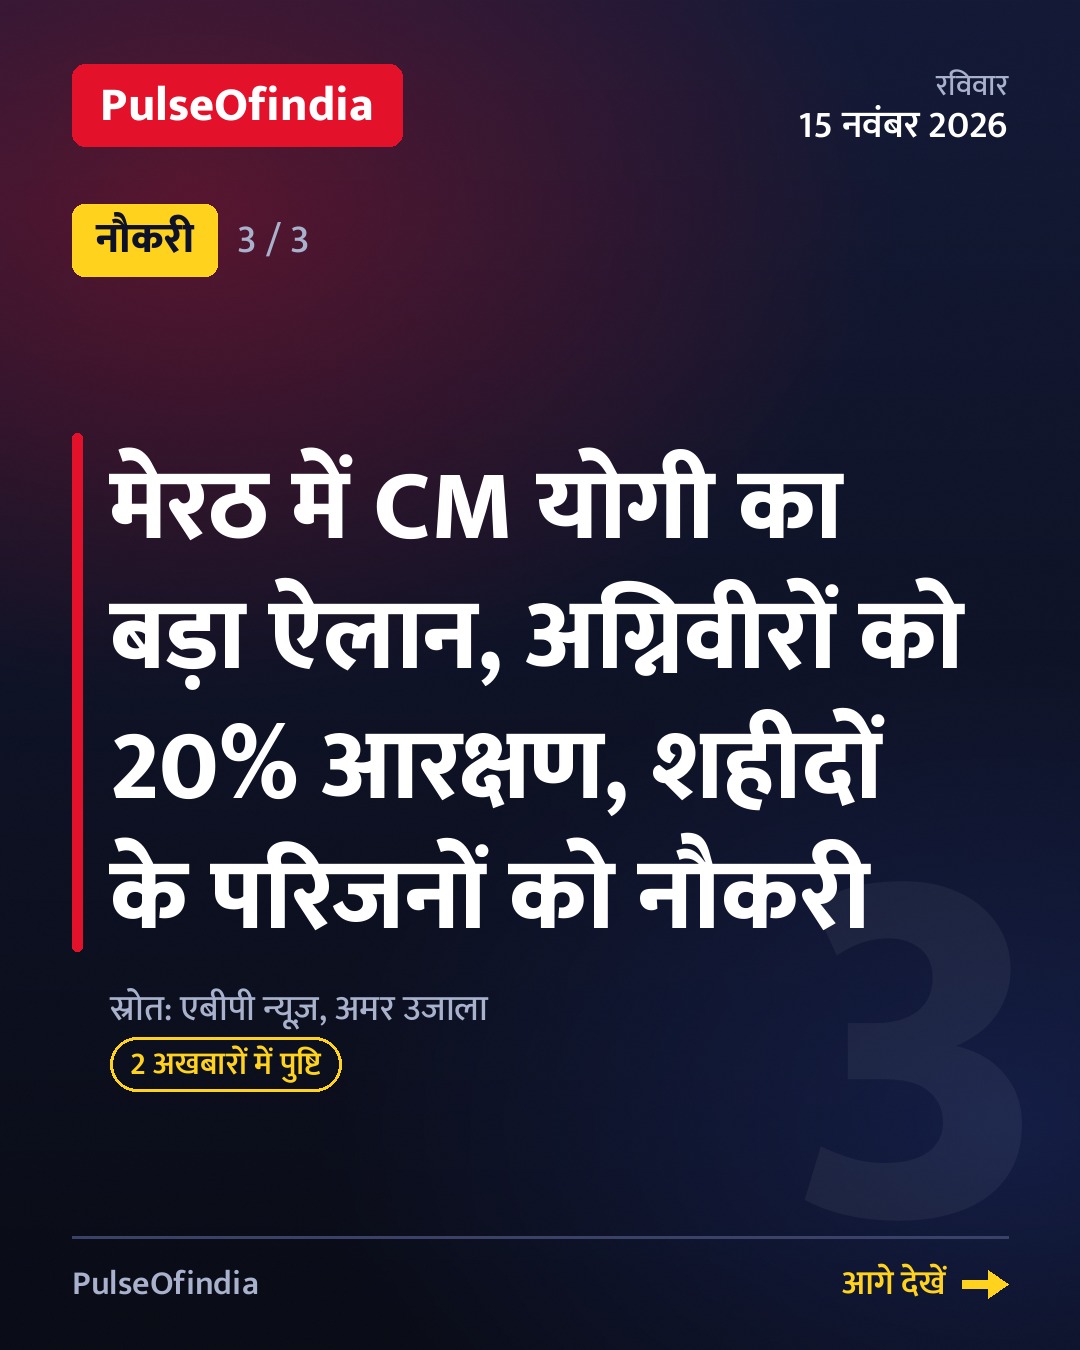 PulseOfindia
रविवार
15 नवंबर 2026
नौकरी
3 / 3
मेरठ में CM योगी का
बड़ा ऐलान, अग्निवीरों को
20% आरक्षण, शहीदों
के परिजनों को नौकरी
स्रोत: एबीपी न्यूज़, अमर उजाला
2 अखबारों में पुष्टि
3
PulseOfindia
आगे देखें